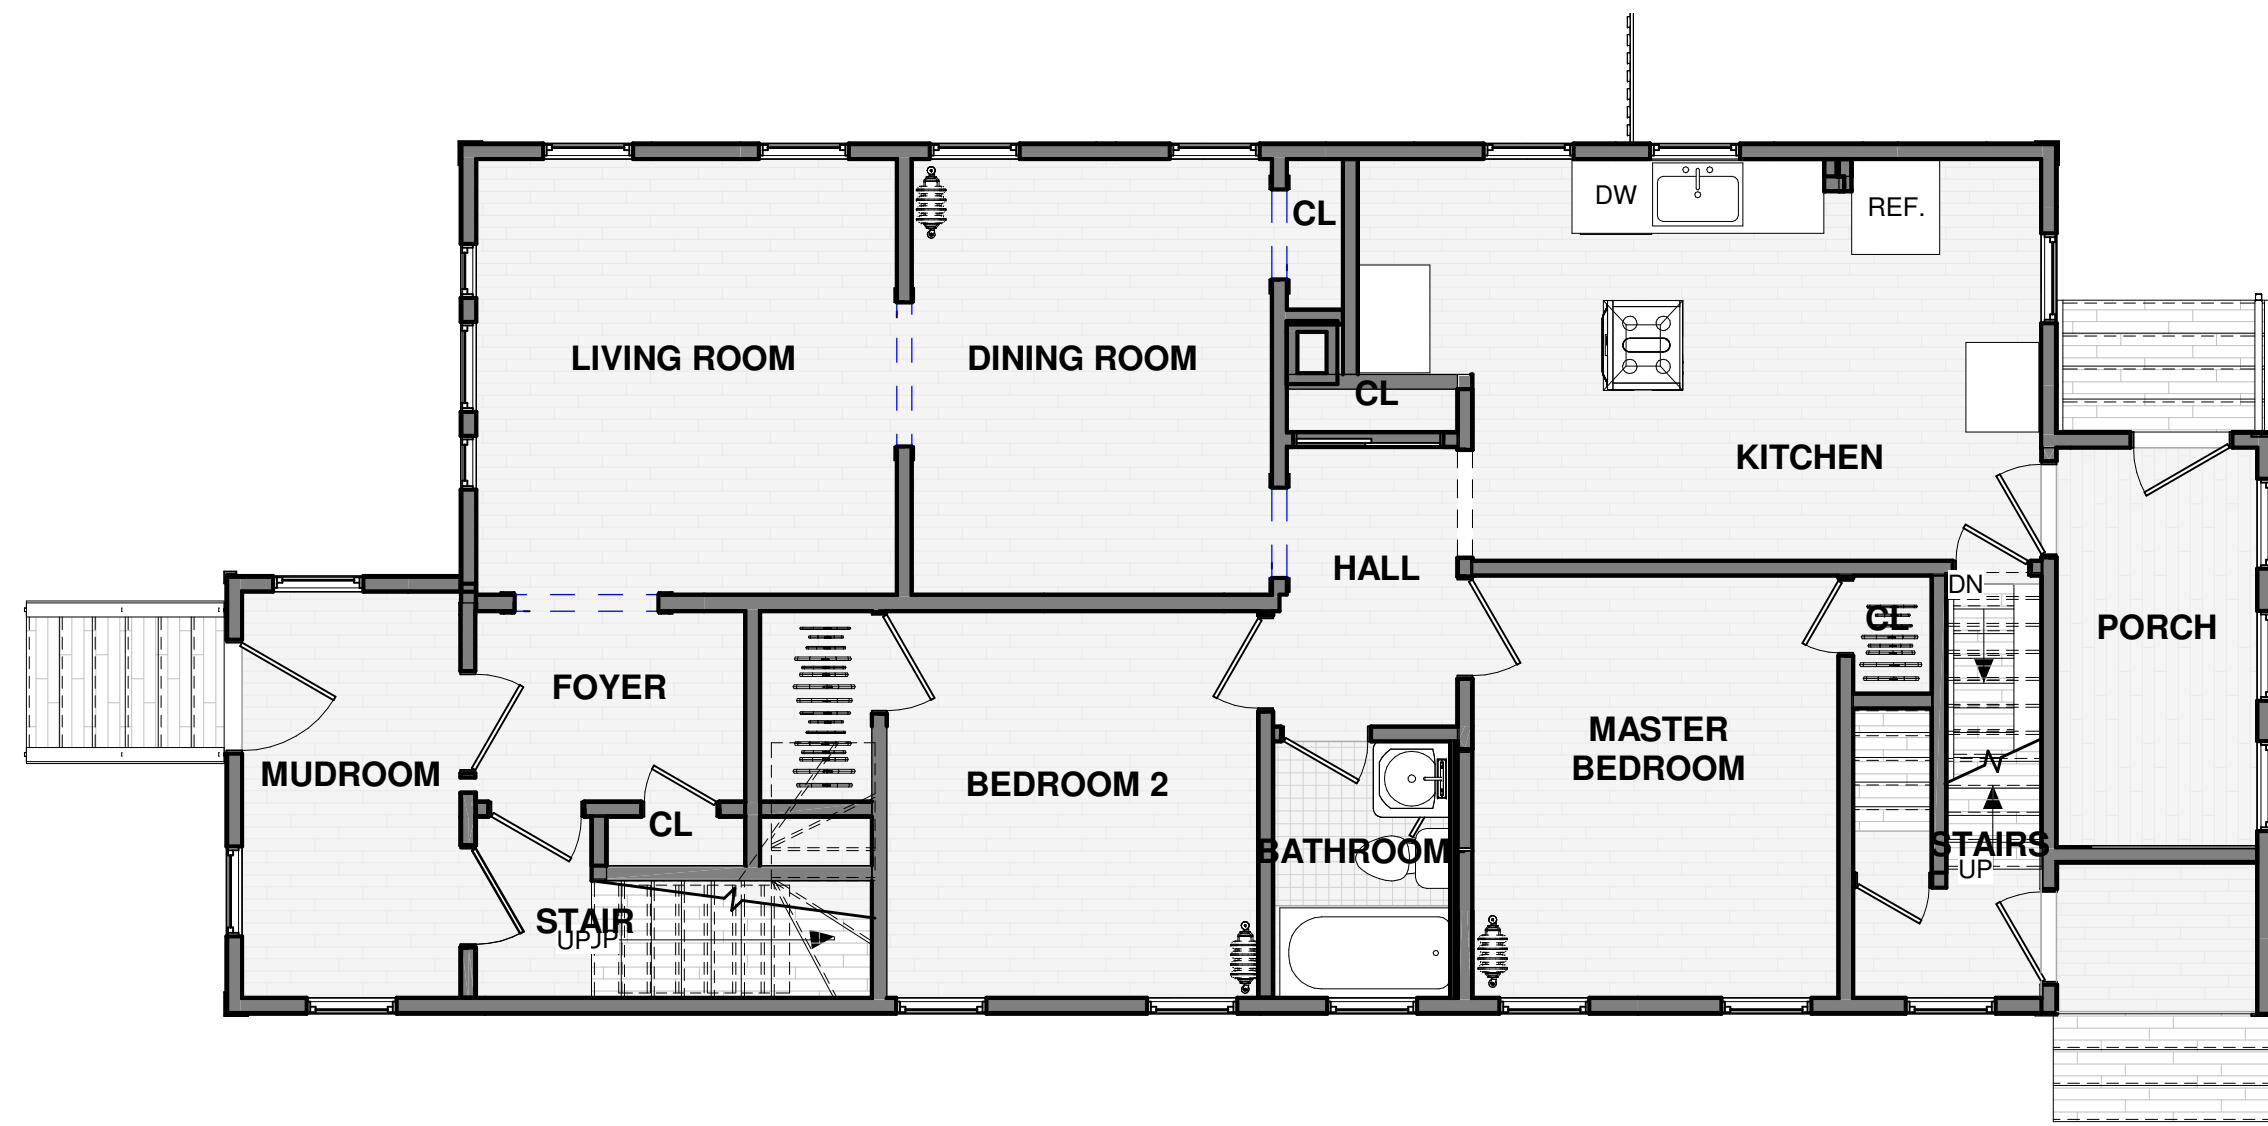 DW
REF.
CL
LIVING ROOM
DINING ROOM
CL
KITCHEN
HALL
DN
CL
PORCH
FOYER
MASTER
BEDROOM
MUDROOM
BEDROOM 2
CL
BATHROOM
STAIRS
UP
STAIR
UP